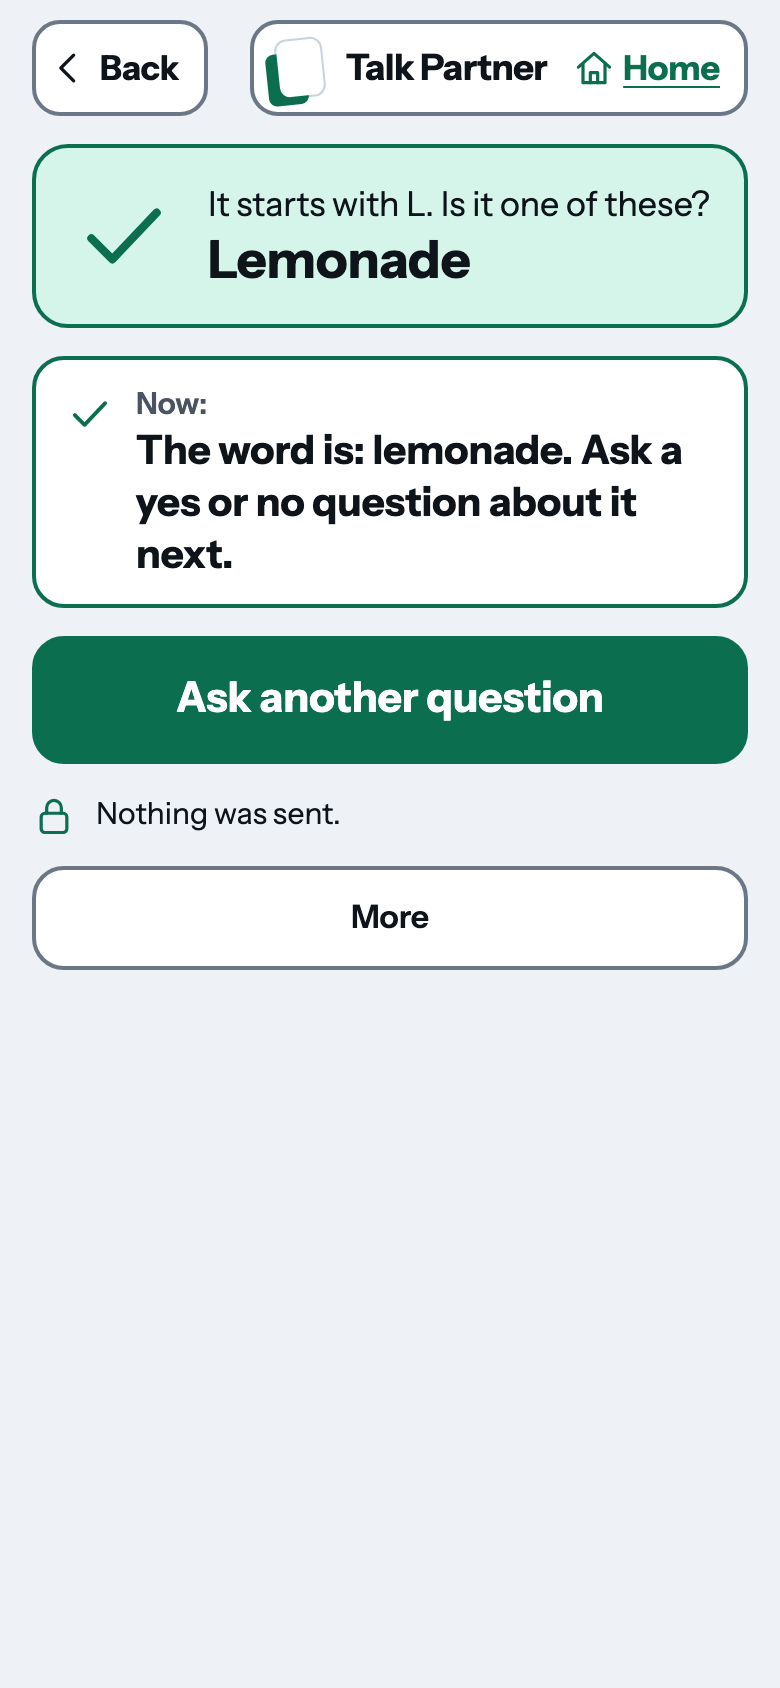 Back
Talk Partner
Home
It starts with L. Is it one of these?
Lemonade
Now:
The word is: lemonade. Ask a
yes or no question about it
next.
Ask another question
Nothing was sent.
More